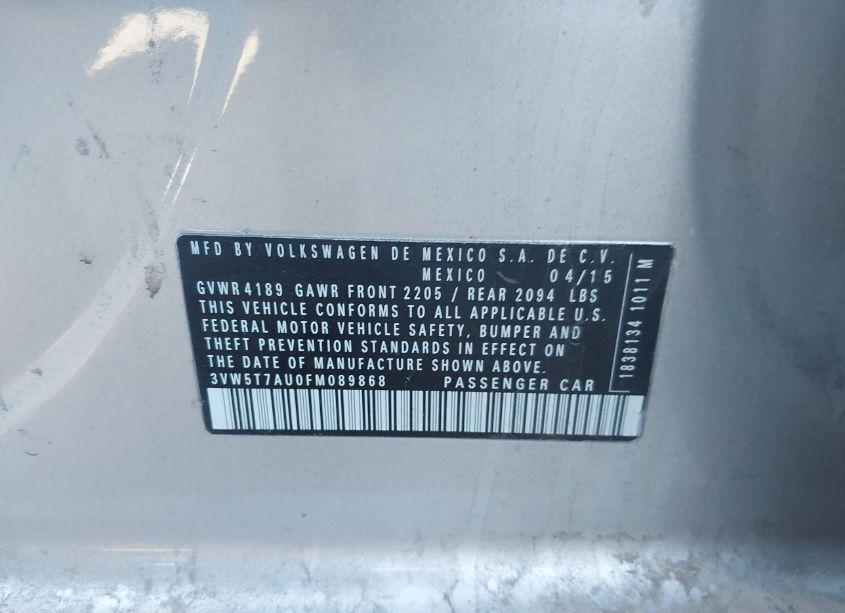 MFD BY VOLKSWAGEN DE MEXICO S.A. DE C.V.
MEXICO 04/15
GVWR 4189 GAWR FRONT 2205 / REAR 2094 LBS
THIS VEHICLE CONFORMS TO ALL APPLICABLE U.S.
FEDERAL MOTOR VEHICLE SAFETY, BUMPER AND
THEFT PREVENTION STANDARDS IN EFFECT ON
THE DATE OF MANUFACTURE SHOWN ABOVE.
3VW5T7AU0FM089868 PASSENGER CAR
1838134 1011 M